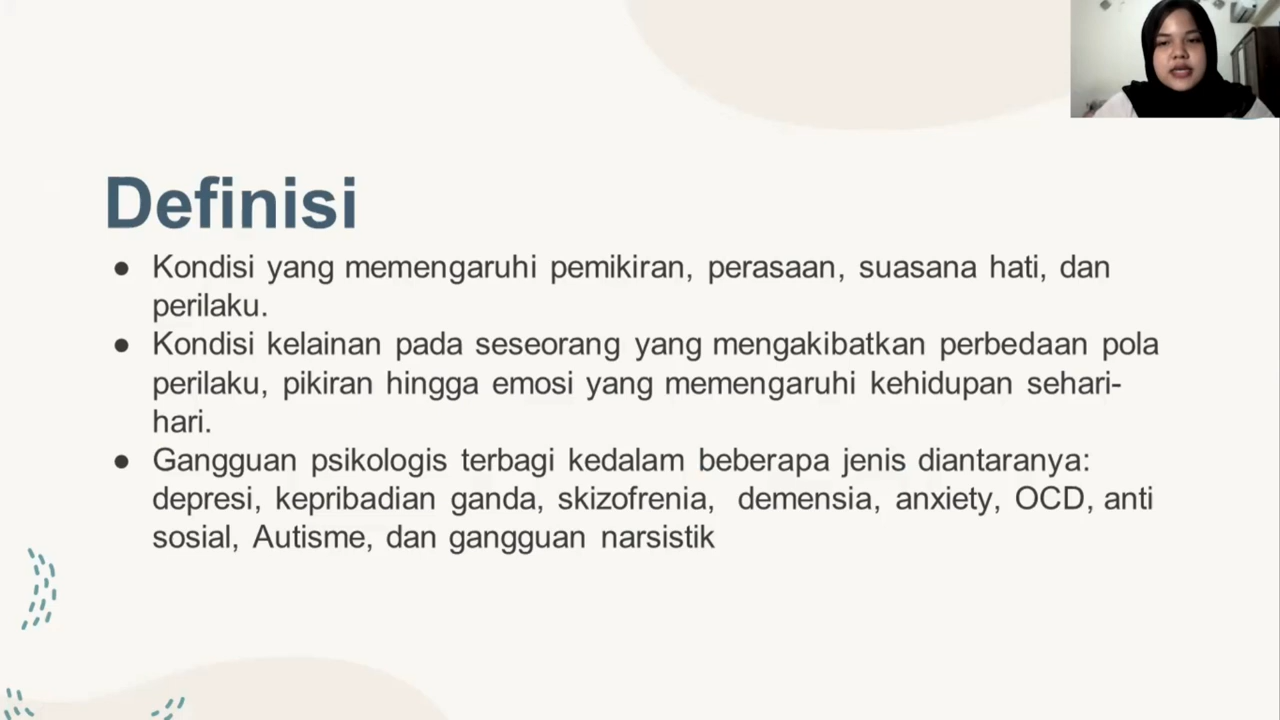 Definisi
● Kondisi yang memengaruhi pemikiran, perasaan, suasana hati, dan
perilaku.
● Kondisi kelainan pada seseorang yang mengakibatkan perbedaan pola
perilaku, pikiran hingga emosi yang memengaruhi kehidupan sehari-
hari.
● Gangguan psikologis terbagi kedalam beberapa jenis diantaranya:
depresi, kepribadian ganda, skizofrenia, demensia, anxiety, OCD, anti
sosial, Autisme, dan gangguan narsistik